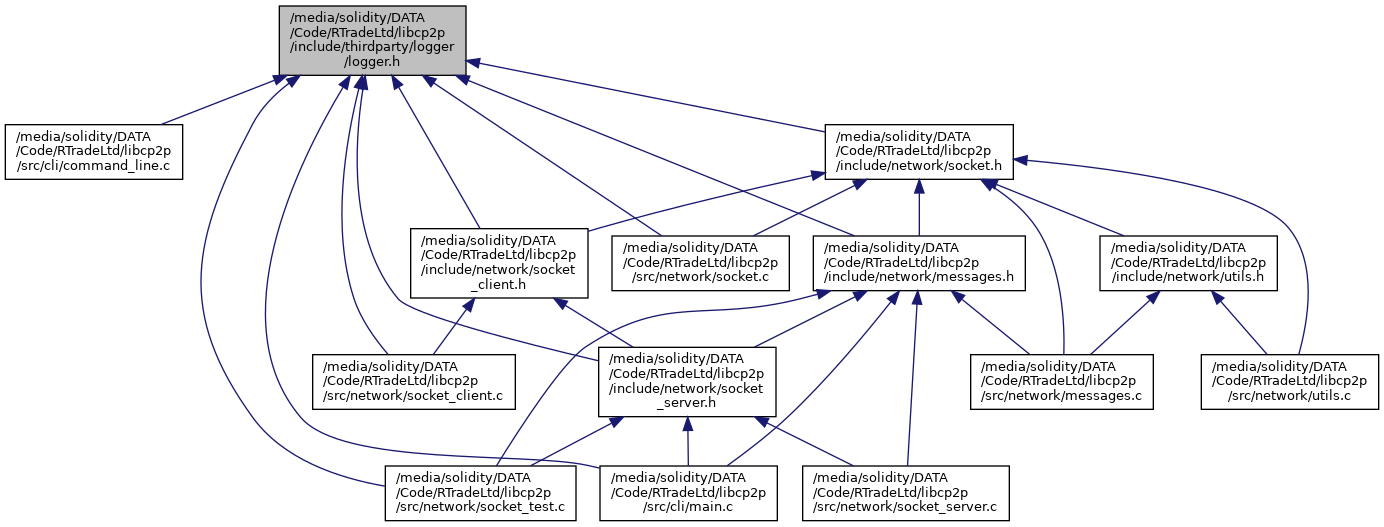 /media/solidity/DATA
/Code/RTradeLtd/libcp2p
/include/thirdparty/logger
/logger.h
/media/solidity/DATA
/Code/RTradeLtd/libcp2p
/src/cli/command_line.c
/media/solidity/DATA
/Code/RTradeLtd/libcp2p
/include/network/socket.h
/media/solidity/DATA
/Code/RTradeLtd/libcp2p
/include/network/socket
_client.h
/media/solidity/DATA
/Code/RTradeLtd/libcp2p
/src/network/socket.c
/media/solidity/DATA
/Code/RTradeLtd/libcp2p
/include/network/messages.h
/media/solidity/DATA
/Code/RTradeLtd/libcp2p
/include/network/utils.h
/media/solidity/DATA
/Code/RTradeLtd/libcp2p
/src/network/socket_client.c
/media/solidity/DATA
/Code/RTradeLtd/libcp2p
/include/network/socket
_server.h
/media/solidity/DATA
/Code/RTradeLtd/libcp2p
/src/network/messages.c
/media/solidity/DATA
/Code/RTradeLtd/libcp2p
/src/network/utils.c
/media/solidity/DATA
/Code/RTradeLtd/libcp2p
/src/network/socket_test.c
/media/solidity/DATA
/Code/RTradeLtd/libcp2p
/src/cli/main.c
/media/solidity/DATA
/Code/RTradeLtd/libcp2p
/src/network/socket_server.c